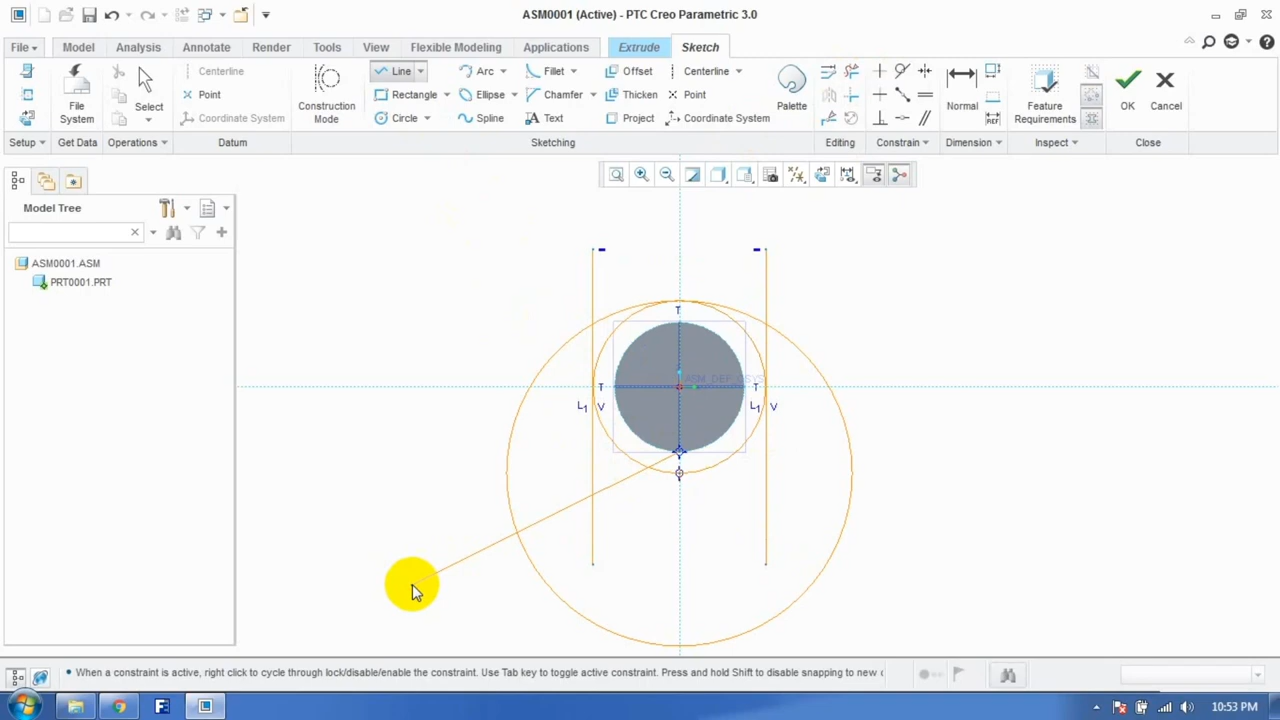 ASM0001 (Active) - PTC Creo Parametric 3.0
File Model Analysis Annotate Render Tools View Flexible Modeling Applications Extrude Sketch
Line Arc Fillet Offset Centerline
Centerline
Rectangle Ellipse Chamfer Thicken Point
Point
Circle Spline Text Project Coordinate System
Coordinate System
File System
Select
Construction Mode
Palette
Normal
Feature Requirements
OK Cancel
Setup Get Data Operations Datum Sketching Editing Constrain Dimension Inspect Close
Model Tree
ASM0001.ASM
PRT0001.PRT
T
T T
L1 V L1 V
• When a constraint is active, right click to cycle through lock/disable/enable the constraint. Use Tab key to toggle active constraint. Press and hold Shift to disable snapping to new c
10:53 PM